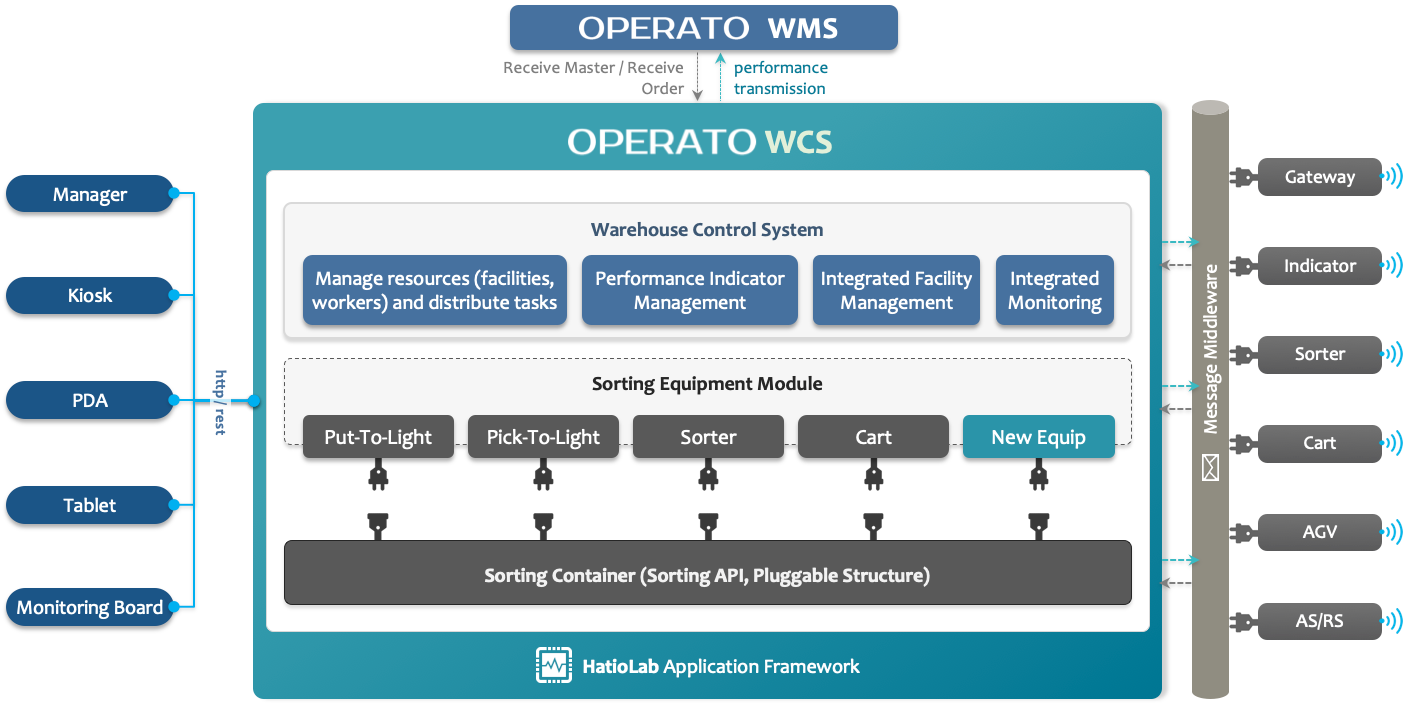 OPERATO WMS
Receive Master / Receive
Order
performance
transmission
OPERATO WCS
Manager
Kiosk
PDA
Tablet
Monitoring Board
http / rest
Warehouse Control System
Manage resources (facilities,
workers) and distribute tasks
Performance Indicator
Management
Integrated Facility
Management
Integrated
Monitoring
Sorting Equipment Module
Put-To-Light
Pick-To-Light
Sorter
Cart
New Equip
Sorting Container (Sorting API, Pluggable Structure)
HatioLab Application Framework
Message Middleware
Gateway
Indicator
Sorter
Cart
AGV
AS/RS